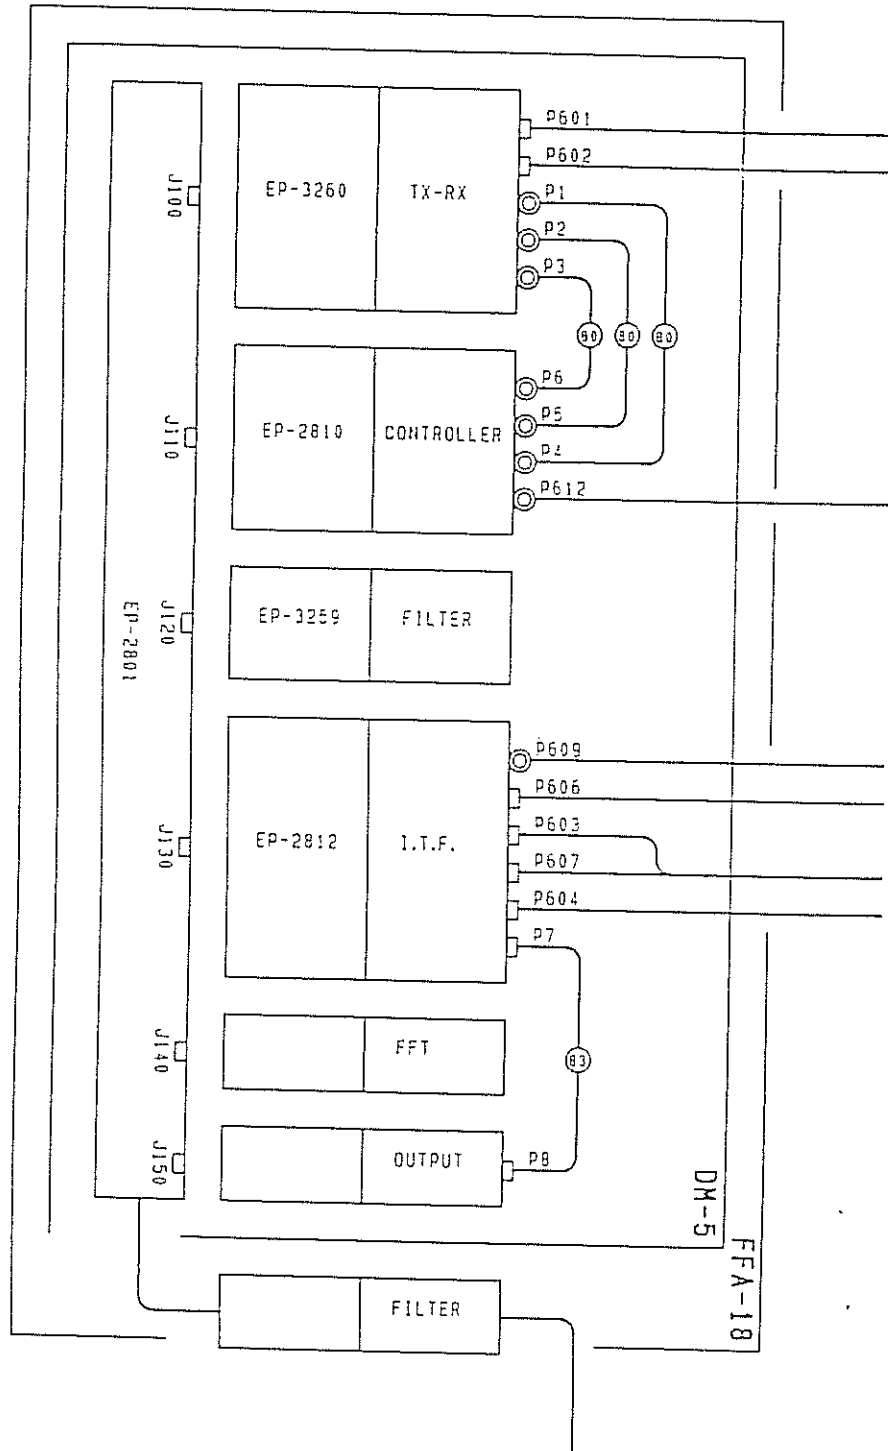 P601
P602
J100
EP-3260
TX-RX
P1
P2
P3
80
80
80
P6
J110
EP-2810
CONTROLLER
P5
P4
P612
EP-2801
J120
EP-3259
FILTER
P609
P606
J130
EP-2812
I.T.F.
P603
P607
P604
P7
J140
FFT
83
J150
OUTPUT
P8
DM-5
FFA-18
FILTER